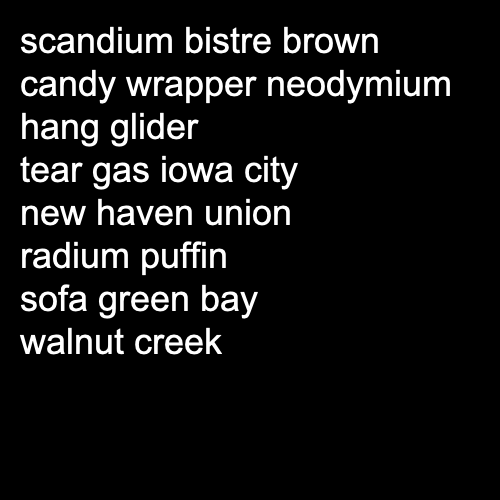 scandium bistre brown
candy wrapper neodymium
hang glider
tear gas iowa city
new haven union
radium puffin
sofa green bay
walnut creek